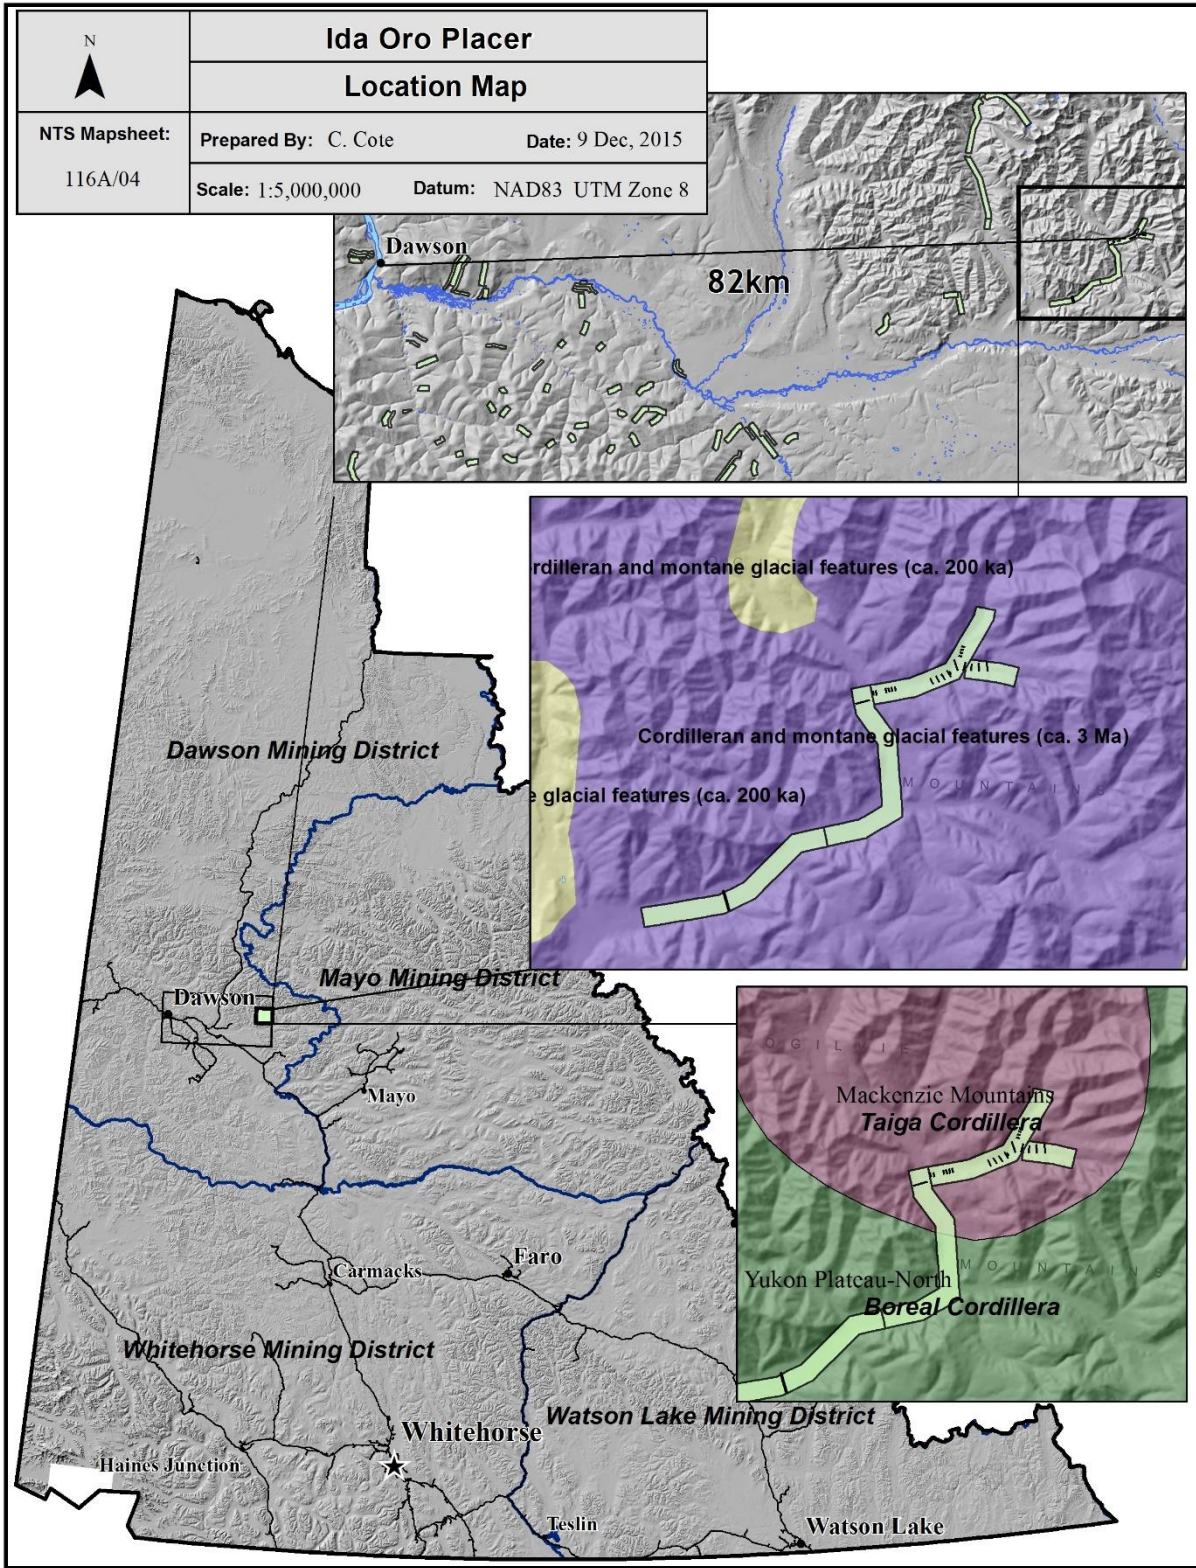 N
Ida Oro Placer
Location Map
NTS Mapsheet:
116A/04
Prepared By: C. Cote
Date: 9 Dec, 2015
Scale: 1:5,000,000
Datum: NAD83 UTM Zone 8
Dawson
82km
rdilleran and montane glacial features (ca. 200 ka)
Cordilleran and montane glacial features (ca. 3 Ma)
MOUNTAINS
e glacial features (ca. 200 ka)
Dawson Mining District
Mayo Mining District
Dawson
Mayo
OGILVIE
Mackenzie Mountains
Taiga Cordillera
MOUNTAINS
Yukon Plateau-North
Boreal Cordillera
Faro
Carmacks
Whitehorse Mining District
Watson Lake Mining District
Whitehorse
Haines Junction
Teslin
Watson Lake